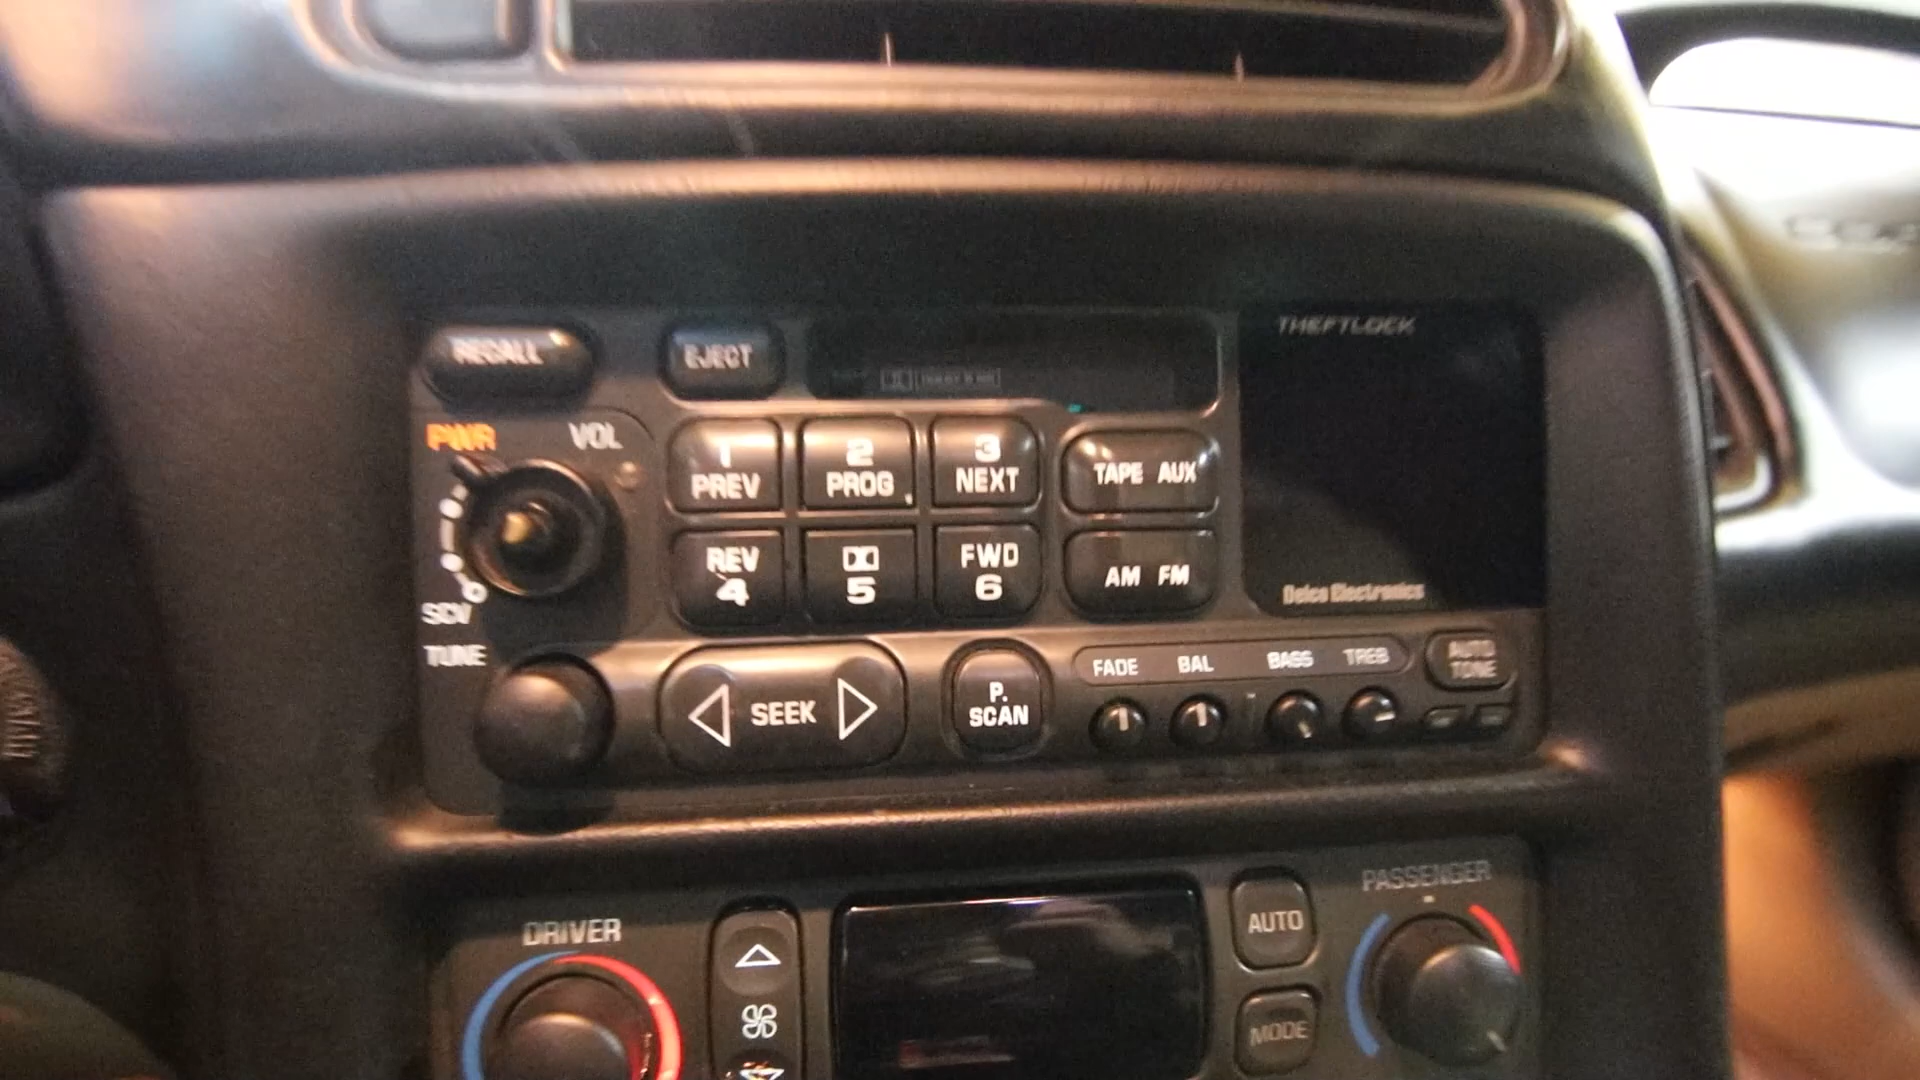 THEFTLOCK
RECALL
EJECT
PWR VOL
1 PREV
2 PROG
3 NEXT
TAPE AUX
REV 4
5
FWD 6
AM FM
Delco Electronics
SCV
TUNE
SEEK
P. SCAN
FADE BAL BASS TREB
AUTO TONE
DRIVER
AUTO
MODE
PASSENGER